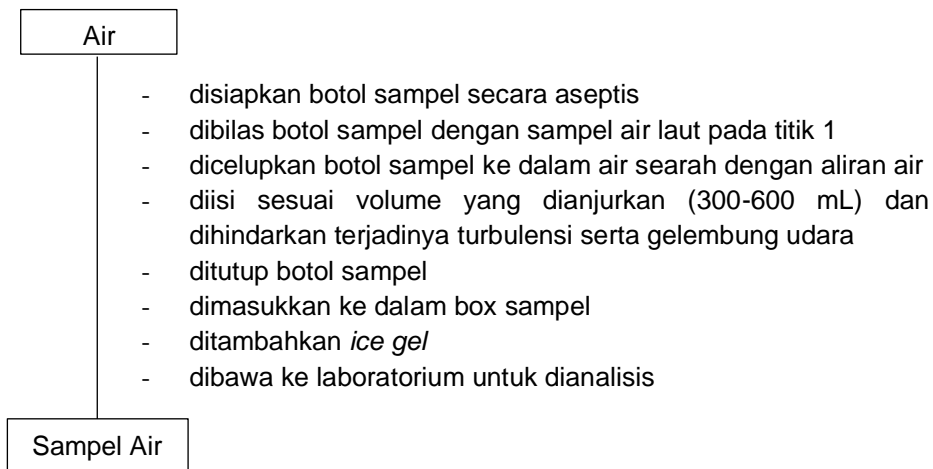 Air
- disiapkan botol sampel secara aseptis
- dibilas botol sampel dengan sampel air laut pada titik 1
- dicelupkan botol sampel ke dalam air searah dengan aliran air
- diisi sesuai volume yang dianjurkan (300-600 mL) dan
dihindarkan terjadinya turbulensi serta gelembung udara
- ditutup botol sampel
- dimasukkan ke dalam box sampel
- ditambahkan ice gel
- dibawa ke laboratorium untuk dianalisis
Sampel Air